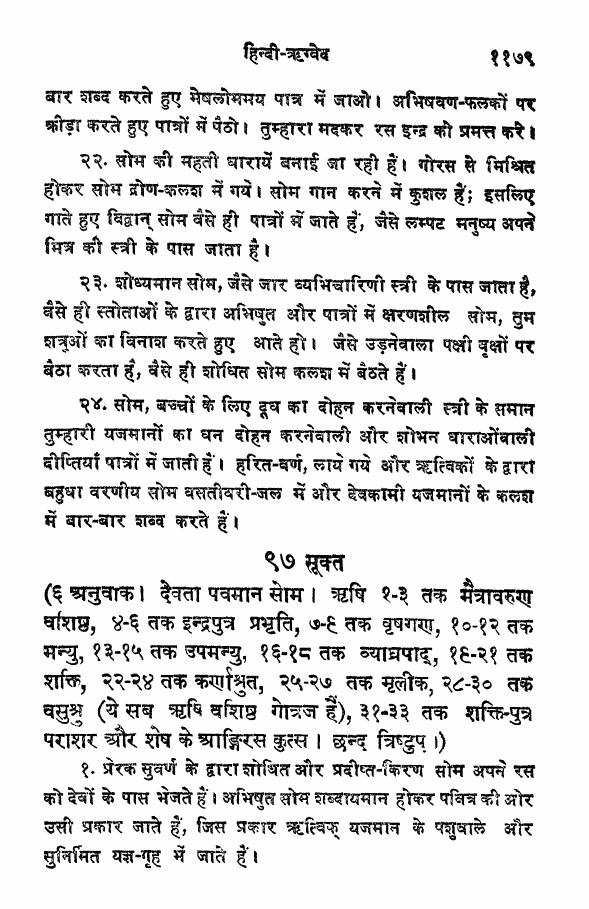 हिन्दी-ऋग्वेद ११७९
बार शब्द करते हुए मेषलोममय पात्र में जाओ। अभिषवण-फलकों पर
क्रीड़ा करते हुए पात्रों में पैठो। तुम्हारा मदकर रस इन्द्र को प्रमत्त करे।
२२. सोम की महती धारायें बनाई जा रही हैं। गोरस से मिश्रित
होकर सोम द्रोण-कलश में गये। सोम गान करने में कुशल हैं; इसलिए
गाते हुए विद्वान् सोम वैसे ही पात्रों में जाते हैं, जैसे लम्पट मनुष्य अपने
मित्र की स्त्री के पास जाता है।
२३. शोध्यमान सोम, जैसे जार व्यभिचारिणी स्त्री के पास जाता है,
वैसे ही स्तोताओं के द्वारा अभिषुत और पात्रों में क्षरणशील सोम, तुम
शत्रुओं का विनाश करते हुए आते हो। जैसे उड़नेवाला पक्षी वृक्षों पर
बैठा करता है, वैसे ही शोधित सोम कलश में बैठते हैं।
२४. सोम, बच्चों के लिए दूध का दोहन करनेवाली स्त्री के समान
तुम्हारी यजमानों का धन दोहन करनेवाली और शोभन धाराओंवाली
दीप्तियाँ पात्रों में जाती हैं। हरित-वर्ण, लाये गये और ऋत्विकों के द्वारा
बहुधा वरणीय सोम वसतीवरी-जल में और देवकामी यजमानों के कलश
में बार-बार शब्द करते हैं।
९७ सूक्त
(६ अनुवाक। देवता पवमान सोम। ऋषि १-३ तक मैत्रावरुण
वशिष्ठ, ४-६ तक इन्द्रपुत्र प्रभृति, ७-९ तक वृषगण, १०-१२ तक
मन्यु, १३-१५ तक उपमन्यु, १६-१८ तक व्याघ्रपाद्, १९-२१ तक
शक्ति, २२-२४ तक कर्णश्रुत, २५-२७ तक मृलीक, २८-३० तक
वसुश्रु (ये सब ऋषि वशिष्ठ गोत्रज हैं), ३१-३३ तक शक्ति-पुत्र
पराशर और शेष के आङ्गिरस कुत्स। छन्द त्रिष्टुप्।)
१. प्रेरक सुवर्ण के द्वारा शोधित और प्रदीप्त-किरण सोम अपने रस
को देवों के पास भेजते हैं। अभिषुत सोम शब्दायमान होकर पवित्र की ओर
उसी प्रकार जाते हैं, जिस प्रकार ऋत्विक् यजमान के पशुवाले और
सुनिर्मित यज्ञ-गृह में जाते हैं।